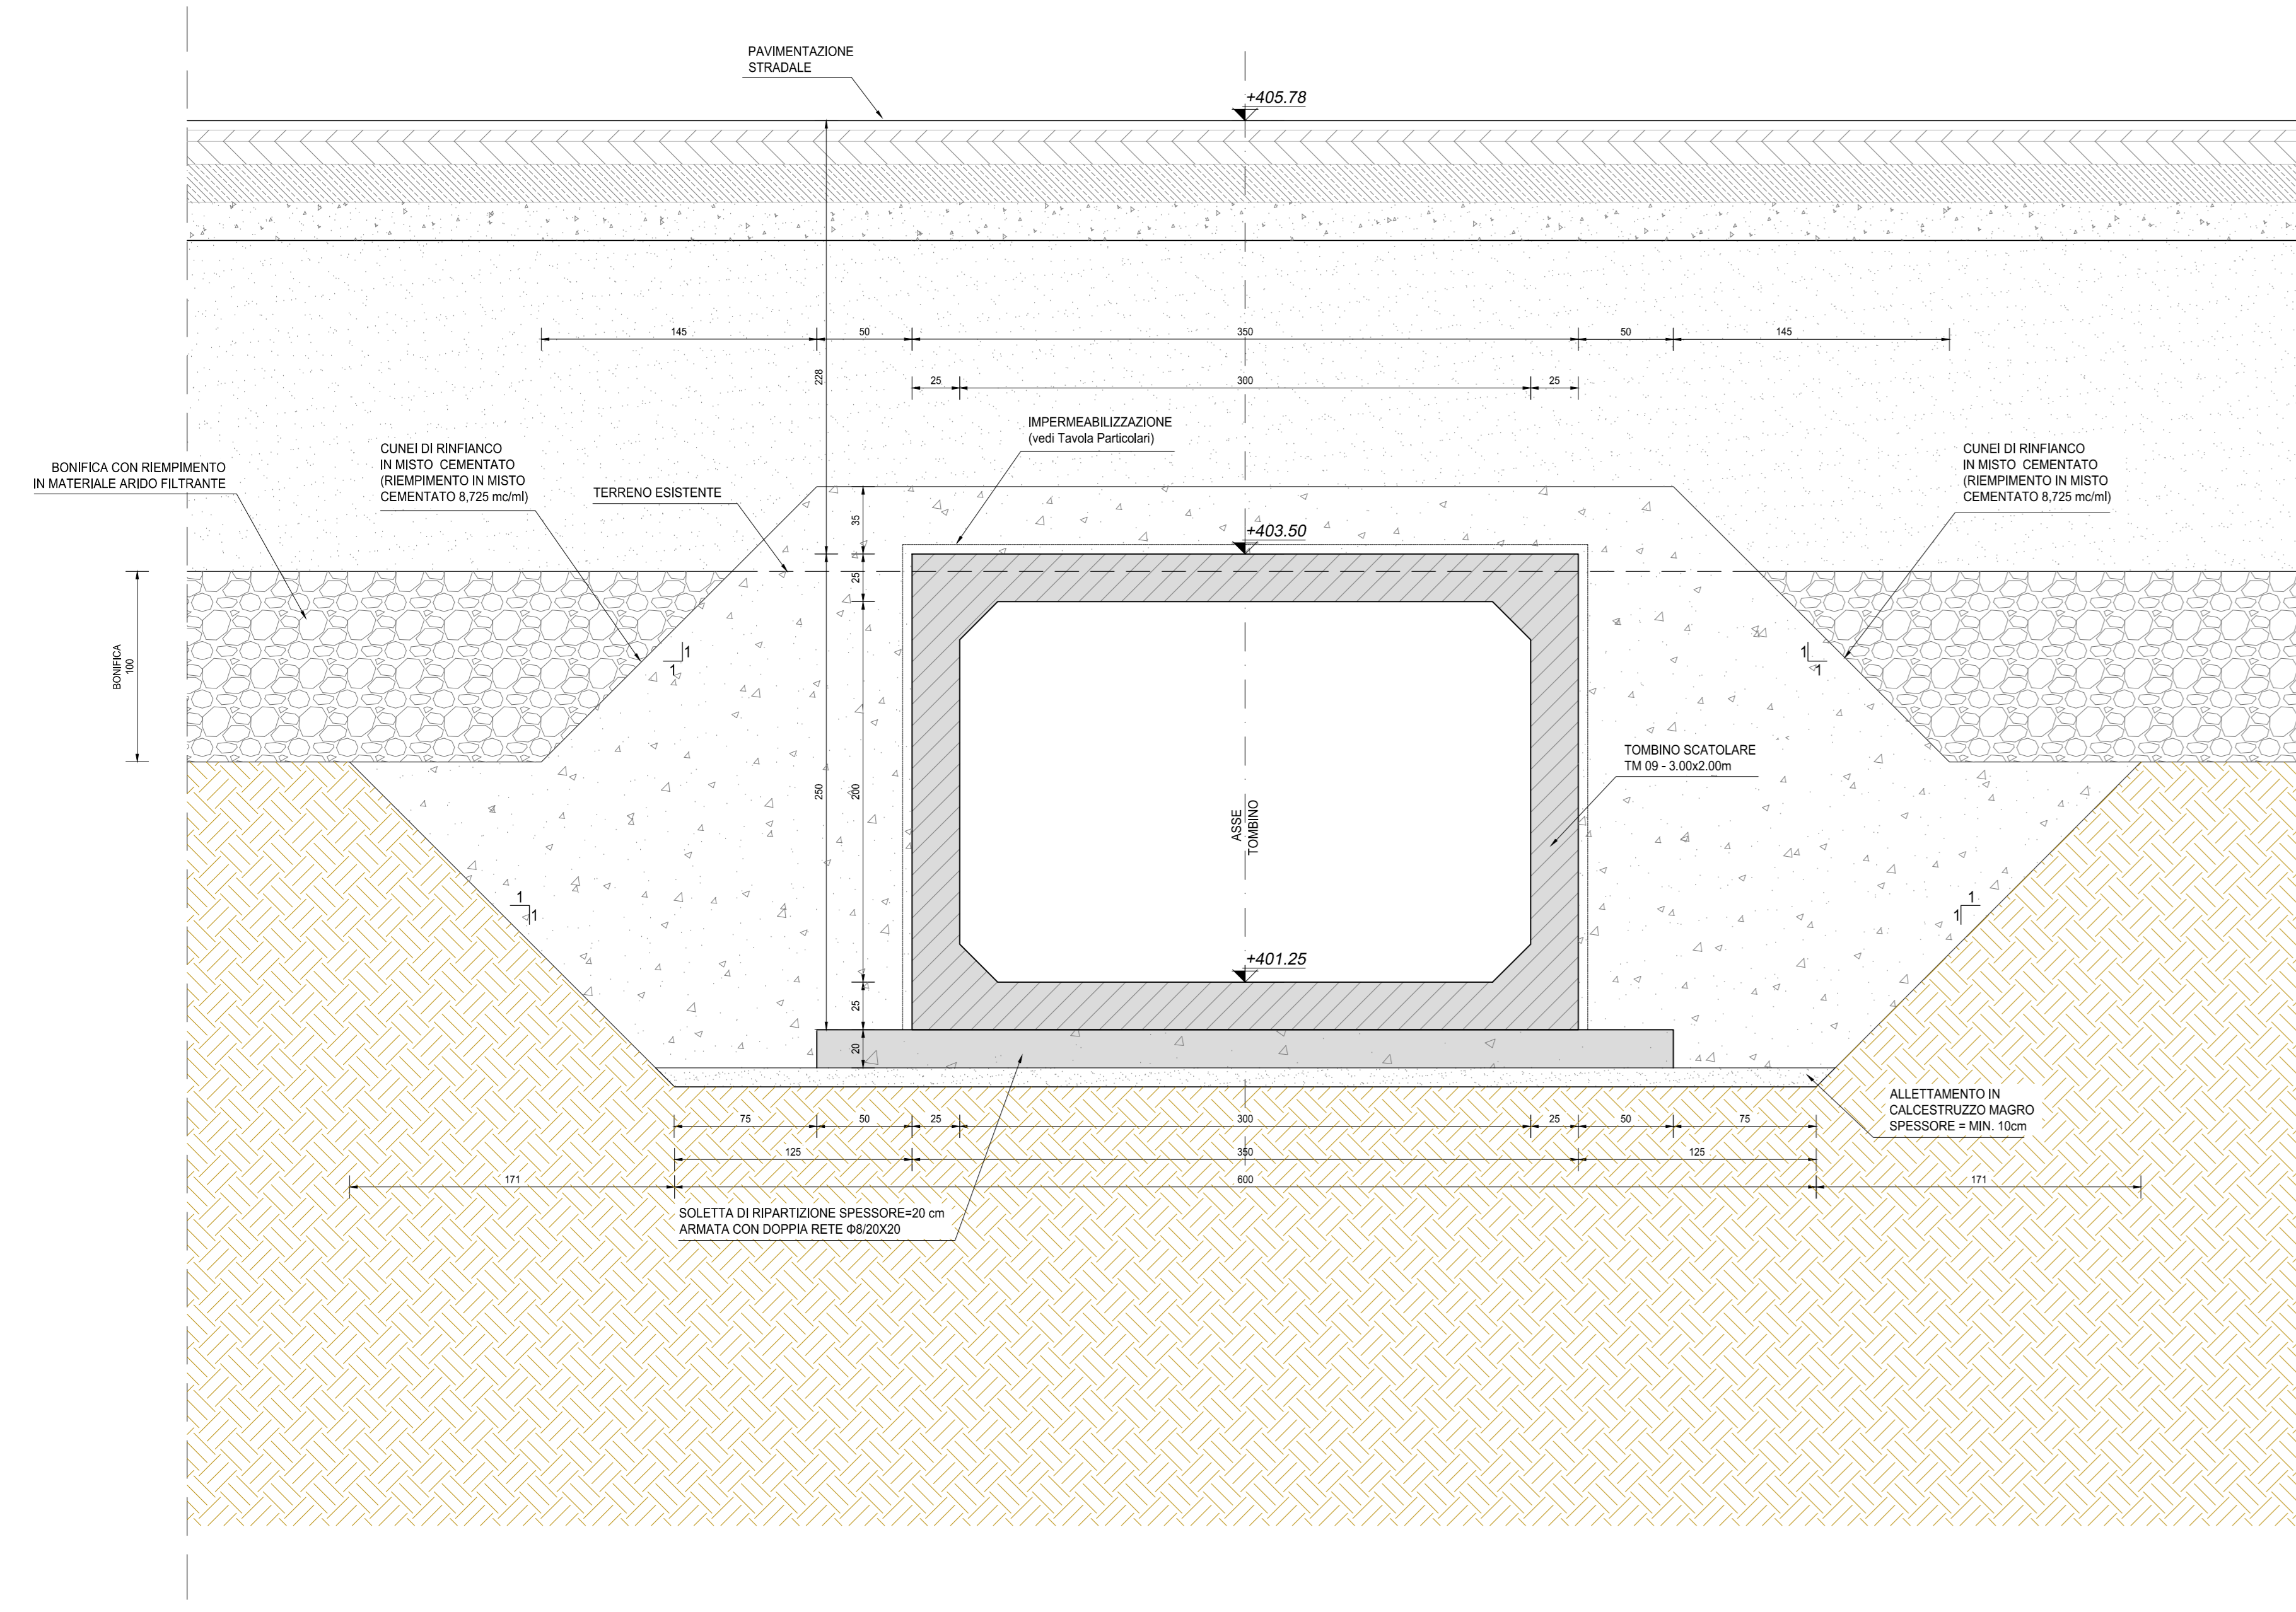 PAVIMENTAZIONE
STRADALE
+405.78
145
50
350
50
145
228
25
300
25
IMPERMEABILIZZAZIONE
(vedi Tavola Particolari)
CUNEI DI RINFIANCO
IN MISTO CEMENTATO
(RIEMPIMENTO IN MISTO
CEMENTATO 8,725 mc/ml)
CUNEI DI RINFIANCO
IN MISTO CEMENTATO
(RIEMPIMENTO IN MISTO
CEMENTATO 8,725 mc/ml)
BONIFICA CON RIEMPIMENTO
IN MATERIALE ARIDO FILTRANTE
TERRENO ESISTENTE
35
+403.50
25
BONIFICA
100
1
1
1
1
TOMBINO SCATOLARE
TM 09 - 3.00x2.00m
250
200
ASSE
TOMBINO
1
1
1
1
+401.25
25
20
ALLETTAMENTO IN
CALCESTRUZZO MAGRO
SPESSORE = MIN. 10cm
75
50
25
300
25
50
75
125
350
125
171
600
171
SOLETTA DI RIPARTIZIONE SPESSORE=20 cm
ARMATA CON DOPPIA RETE Φ8/20X20